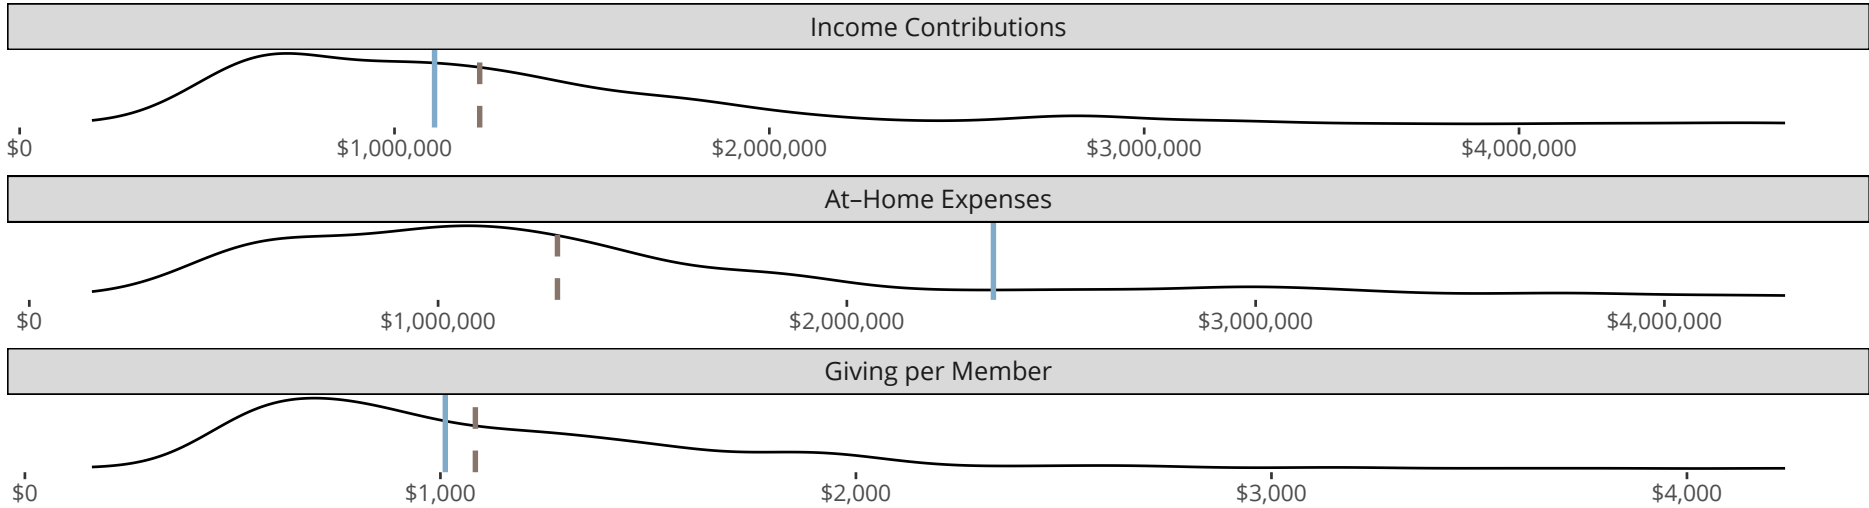 Income Contributions
$0 $1,000,000 $2,000,000 $3,000,000 $4,000,000
At–Home Expenses
$0 $1,000,000 $2,000,000 $3,000,000 $4,000,000
Giving per Member
$0 $1,000 $2,000 $3,000 $4,000